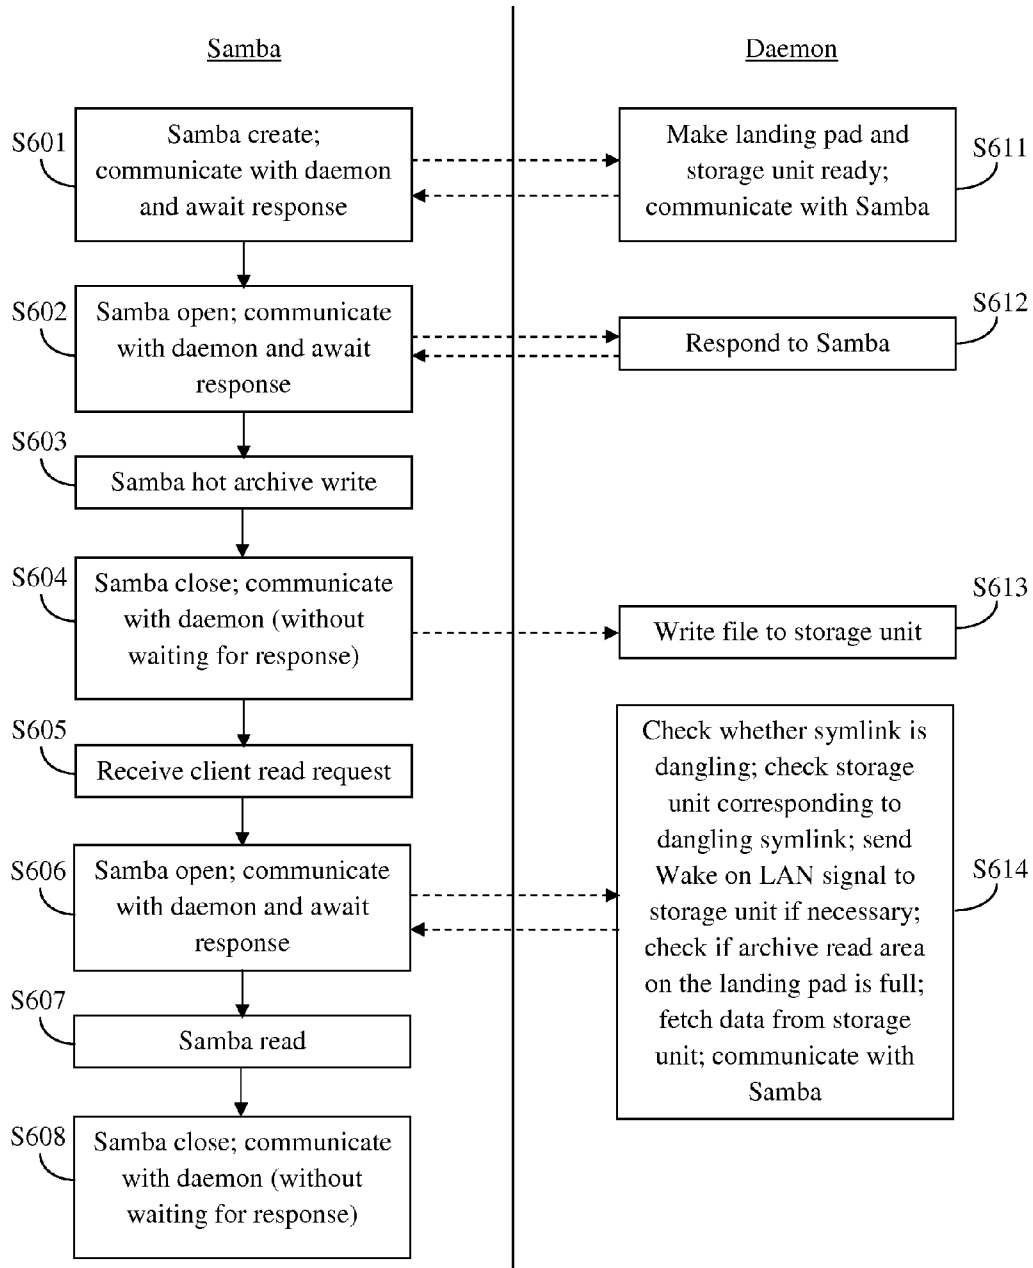 Samba
Daemon
S601
Samba create;
communicate with daemon
and await response
Make landing pad and
storage unit ready;
communicate with Samba
S611
S602
Samba open; communicate
with daemon and await
response
Respond to Samba
S612
S603
Samba hot archive write
S604
Samba close; communicate
with daemon (without
waiting for response)
Write file to storage unit
S613
S605
Receive client read request
S606
Samba open; communicate
with daemon and await
response
Check whether symlink is
dangling; check storage
unit corresponding to
dangling symlink; send
Wake on LAN signal to
storage unit if necessary;
check if archive read area
on the landing pad is full;
fetch data from storage
unit; communicate with
Samba
S614
S607
Samba read
S608
Samba close; communicate
with daemon (without
waiting for response)